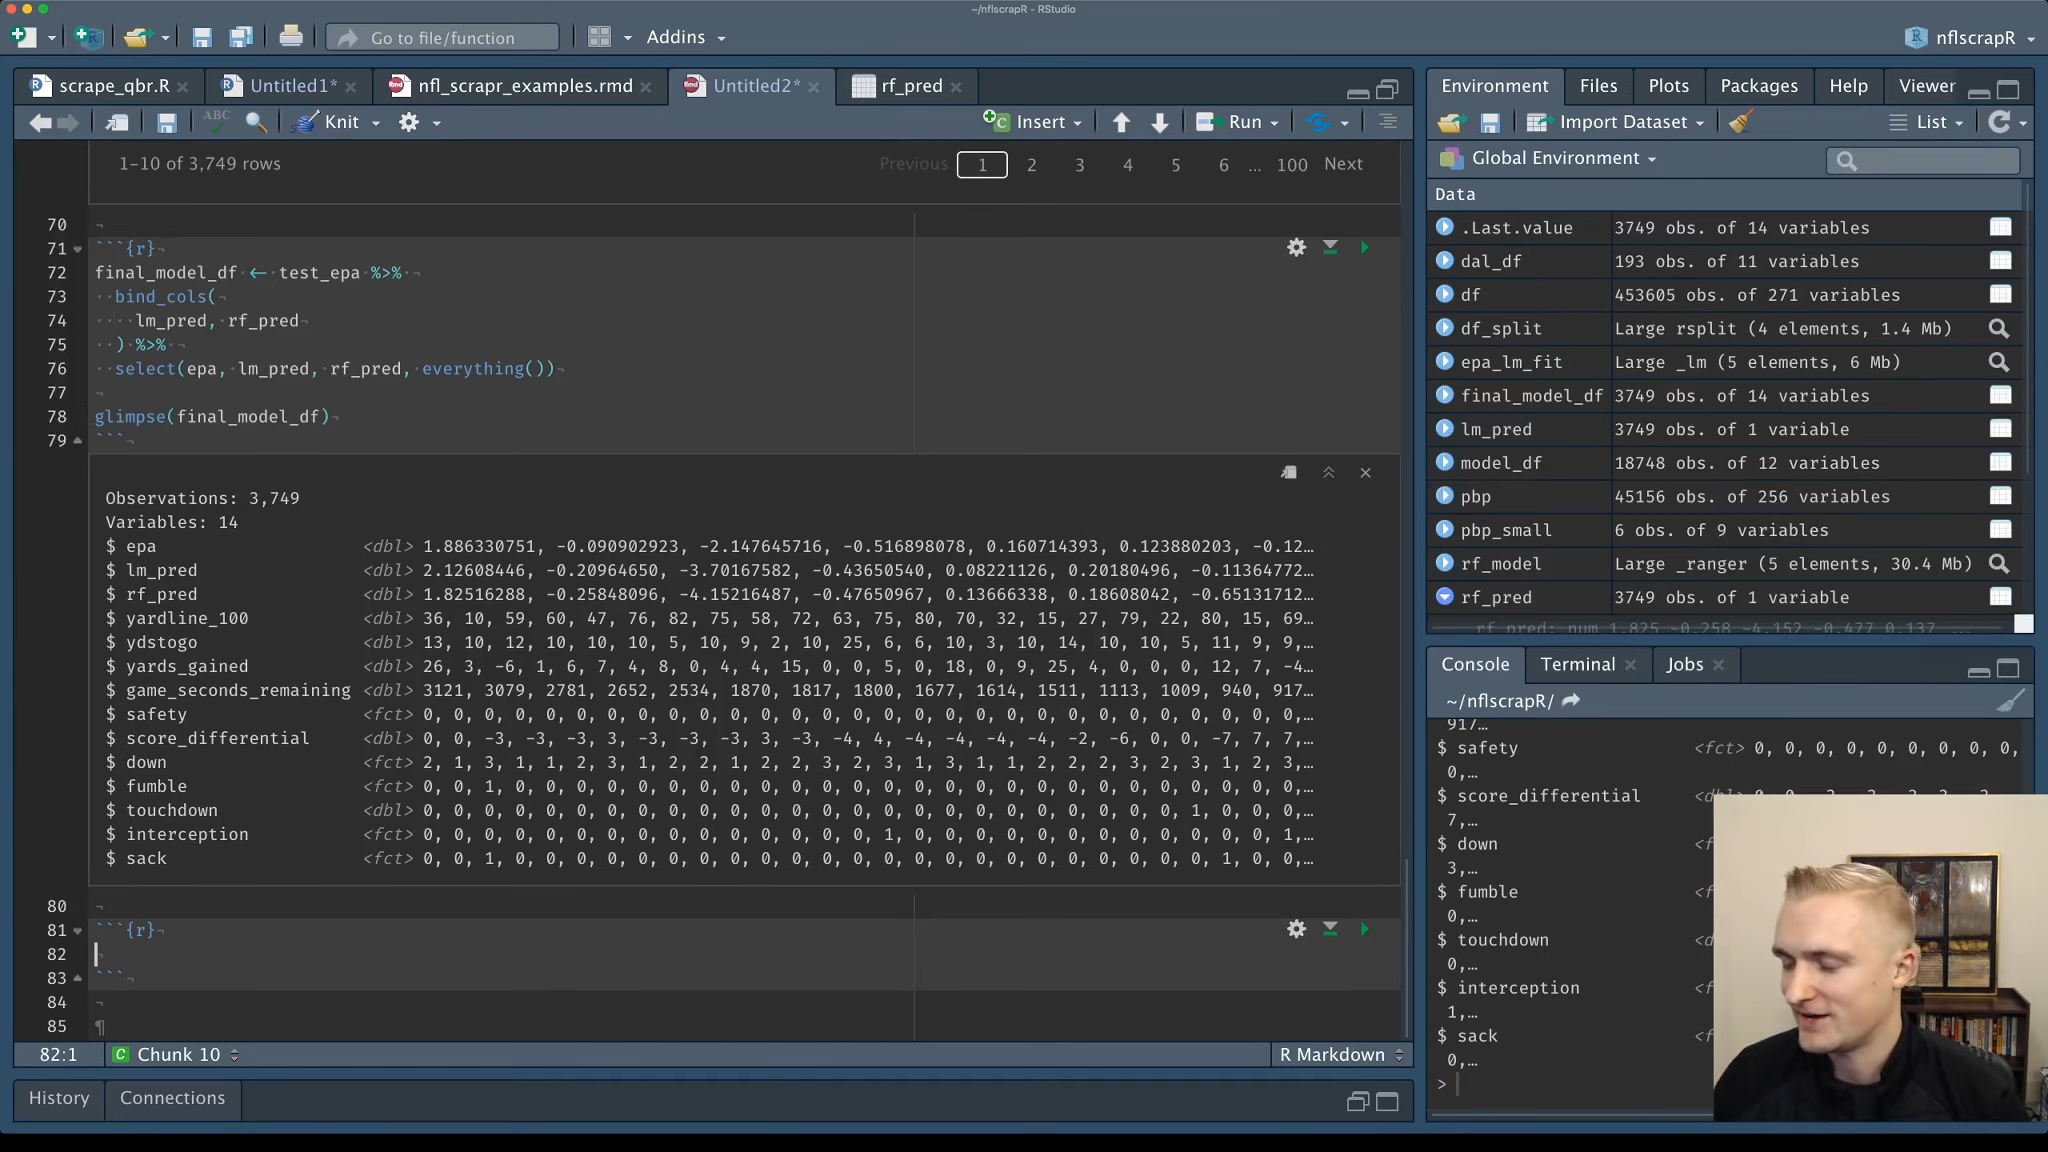 ~/nflscrapR - RStudio
Go to file/function
Addins
nflscrapR
scrape_qbr.R
Untitled1*
nfl_scrapr_examples.rmd
Untitled2*
rf_pred
ABC
Knit
Insert
Run
1-10 of 3,749 rows
Previous 1 2 3 4 5 6 ... 100 Next
70
71 ```{r}
72 final_model_df <- test_epa %>%
73 bind_cols(
74 lm_pred, rf_pred
75 ) %>%
76 select(epa, lm_pred, rf_pred, everything())
77
78 glimpse(final_model_df)
79 ```
Observations: 3,749
Variables: 14
$ epa <dbl> 1.886330751, -0.090902923, -2.147645716, -0.516898078, 0.160714393, 0.123880203, -0.12…
$ lm_pred <dbl> 2.12608446, -0.20964650, -3.70167582, -0.43650540, 0.08221126, 0.20180496, -0.11364772…
$ rf_pred <dbl> 1.82516288, -0.25848096, -4.15216487, -0.47650967, 0.13666338, 0.18608042, -0.65131712…
$ yardline_100 <dbl> 36, 10, 59, 60, 47, 76, 82, 75, 58, 72, 63, 75, 80, 70, 32, 15, 27, 79, 22, 80, 15, 69…
$ ydstogo <dbl> 13, 10, 12, 10, 10, 10, 5, 10, 9, 2, 10, 25, 6, 6, 10, 3, 10, 14, 10, 10, 5, 11, 9, 9,…
$ yards_gained <dbl> 26, 3, -6, 1, 6, 7, 4, 8, 0, 4, 4, 15, 0, 0, 5, 0, 18, 0, 9, 25, 4, 0, 0, 0, 12, 7, -4…
$ game_seconds_remaining <dbl> 3121, 3079, 2781, 2652, 2534, 1870, 1817, 1800, 1677, 1614, 1511, 1113, 1009, 940, 917…
$ safety <fct> 0, 0, 0, 0, 0, 0, 0, 0, 0, 0, 0, 0, 0, 0, 0, 0, 0, 0, 0, 0, 0, 0, 0, 0, 0, 0, 0, 0, 0,…
$ score_differential <dbl> 0, 0, -3, -3, -3, 3, -3, -3, -3, 3, -3, -4, 4, -4, -4, -4, -4, -2, -6, 0, 0, -7, 7, 7,…
$ down <fct> 2, 1, 3, 1, 1, 2, 3, 1, 2, 2, 1, 2, 2, 3, 2, 3, 1, 3, 1, 1, 2, 2, 2, 3, 2, 3, 1, 2, 3,…
$ fumble <fct> 0, 0, 1, 0, 0, 0, 0, 0, 0, 0, 0, 0, 0, 0, 0, 0, 0, 0, 0, 0, 0, 0, 0, 0, 0, 0, 0, 0, 0,…
$ touchdown <dbl> 0, 0, 0, 0, 0, 0, 0, 0, 0, 0, 0, 0, 0, 0, 0, 0, 0, 0, 0, 0, 0, 0, 0, 0, 0, 1, 0, 0, 0,…
$ interception <fct> 0, 0, 0, 0, 0, 0, 0, 0, 0, 0, 0, 0, 0, 0, 0, 1, 0, 0, 0, 0, 0, 0, 0, 0, 0, 0, 0, 0, 1,…
$ sack <fct> 0, 0, 1, 0, 0, 0, 0, 0, 0, 0, 0, 0, 0, 0, 0, 0, 0, 0, 0, 0, 0, 0, 0, 0, 0, 0, 1, 0, 0,…
80
81 ```{r}
82
83 ```
84
85 ¶
82:1 Chunk 10 R Markdown
History Connections
Environment Files Plots Packages Help Viewer
Import Dataset List
Global Environment
Data
.Last.value 3749 obs. of 14 variables
dal_df 193 obs. of 11 variables
df 453605 obs. of 271 variables
df_split Large rsplit (4 elements, 1.4 Mb)
epa_lm_fit Large _lm (5 elements, 6 Mb)
final_model_df 3749 obs. of 14 variables
lm_pred 3749 obs. of 1 variable
model_df 18748 obs. of 12 variables
pbp 45156 obs. of 256 variables
pbp_small 6 obs. of 9 variables
rf_model Large _ranger (5 elements, 30.4 Mb)
rf_pred 3749 obs. of 1 variable
rf_pred: num 1.825 -0.258 -4.152 -0.477 0.137 ...
Console Terminal Jobs
~/nflscrapR/
917…
$ safety <fct> 0, 0, 0, 0, 0, 0, 0, 0,
0,…
$ score_differential
7,…
$ down
3,…
$ fumble
0,…
$ touchdown
0,…
$ interception
1,…
$ sack
0,…
>